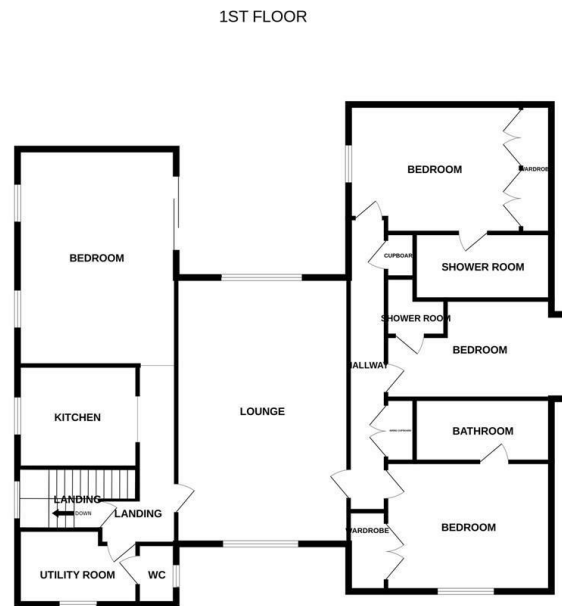 1ST FLOOR
BEDROOM
WARDROBE
BEDROOM
CUPBOARD
SHOWER ROOM
SHOWER ROOM
BEDROOM
HALLWAY
LOUNGE
KITCHEN
BATHROOM
LANDING
DOWN
LANDING
BEDROOM
WARDROBE
UTILITY ROOM
WC